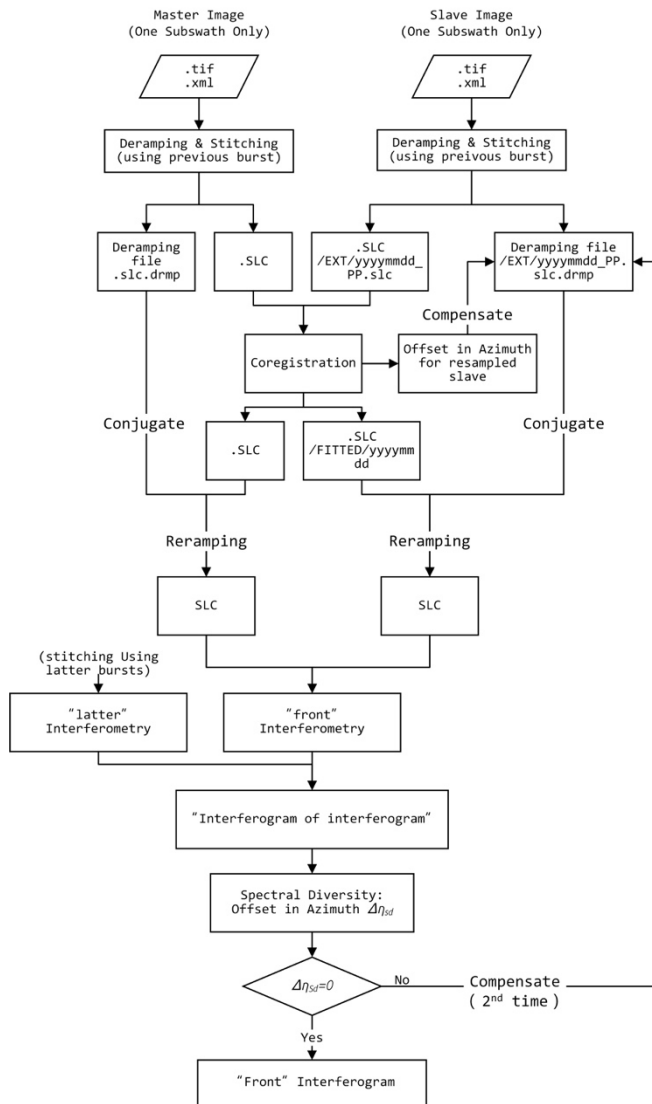 Master Image
(One Subswath Only)
Slave Image
(One Subswath Only)
.tif
.xml
.tif
.xml
Deramping & Stitching
(using previous burst)
Deramping & Stitching
(using preivous burst)
Deramping
file
.slc.drmp
.SLC
.SLC
/EXT/yyyymmdd_
PP.slc
Deramping file
/EXT/yyyymmdd_PP.
slc.drmp
Compensate
Coregistration
Offset in Azimuth
for resampled
slave
Conjugate
Conjugate
.SLC
.SLC
/FITTED/yyyymm
dd
Reramping
Reramping
SLC
SLC
(stitching Using
latter bursts)
"latter"
Interferometry
"front"
Interferometry
"Interferogram of interferogram"
Spectral Diversity:
Offset in Azimuth Δηsd
ΔηSd=0
No
Compensate
( 2nd time)
Yes
"Front" Interferogram